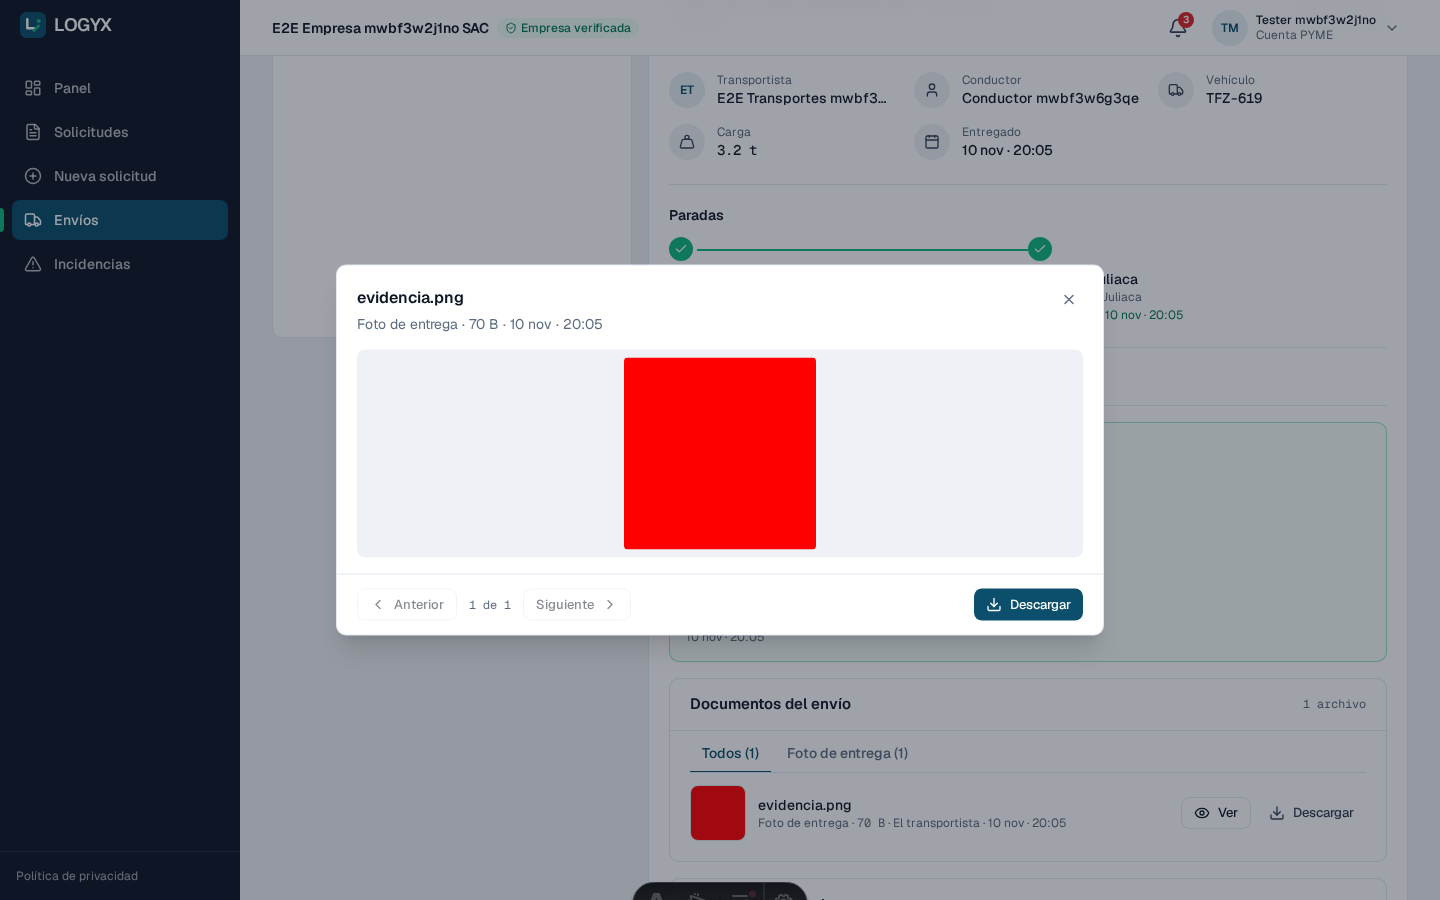 LOGYX
E2E Empresa mwbf3w2j1no SAC
Empresa verificada
3
TM
Tester mwbf3w2j1no
Cuenta PYME
Panel
Solicitudes
Nueva solicitud
Envíos
Incidencias
Política de privacidad
ET
Transportista
E2E Transportes mwbf3...
Conductor
Conductor mwbf3w6g3qe
Vehículo
TFZ-619
Carga
3.2 t
Entregado
10 nov · 20:05
Paradas
uliaca
Juliaca
10 nov · 20:05
evidencia.png
Foto de entrega · 70 B · 10 nov · 20:05
Anterior
1 de 1
Siguiente
Descargar
10 nov · 20:05
Documentos del envío
1 archivo
Todos (1)
Foto de entrega (1)
evidencia.png
Foto de entrega · 70 B · El transportista · 10 nov · 20:05
Ver
Descargar